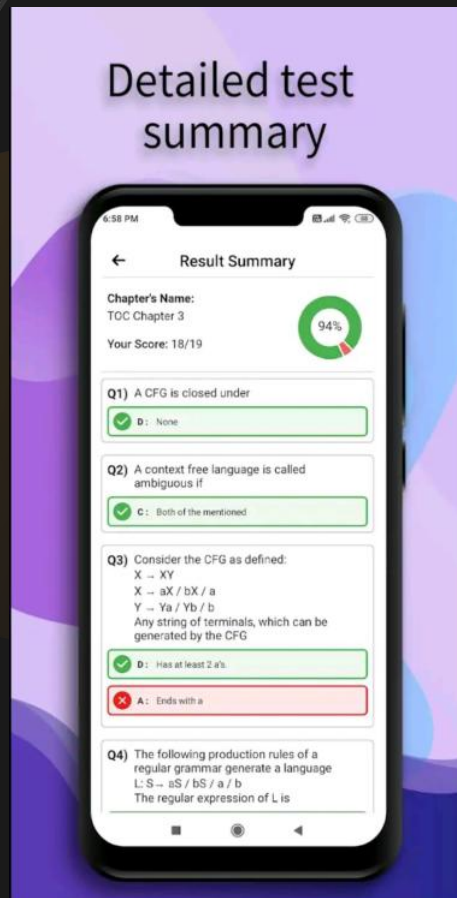 Detailed test
summary
6:58 PM
Result Summary
Chapter's Name:
TOC Chapter 3
94%
Your Score: 18/19
Q1) A CFG is closed under
D : None
Q2) A context free language is called
ambiguous if
C : Both of the mentioned
Q3) Consider the CFG as defined:
X → XY
X → aX / bX / a
Y → Ya / Yb / b
Any string of terminals, which can be
generated by the CFG
D : Has at least 2 a's.
A : Ends with a
Q4) The following production rules of a
regular grammar generate a language
L: S→ aS / bS / a / b
The regular expression of L is